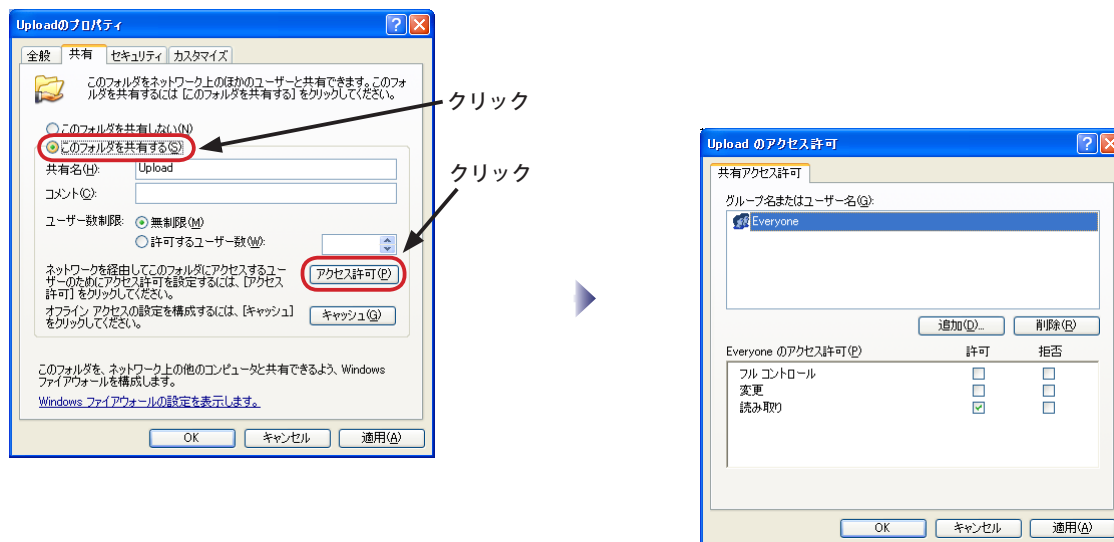 Uploadのプロパティ
全般 共有 セキュリティ カスタマイズ
このフォルダをネットワーク上のほかのユーザーと共有できます。このフォ
ルダを共有するには [このフォルダを共有する] をクリックしてください。
クリック
このフォルダを共有しない(N)
このフォルダを共有する(S)
共有名(H): Upload
コメント(C):
ユーザー数制限: 無制限(M)
許可するユーザー数(W):
クリック
ネットワークを経由してこのフォルダにアクセスするユー
ザーのためにアクセス許可を設定するには、[アクセス
許可] をクリックしてください。
アクセス許可(P)
オフライン アクセスの設定を構成するには、[キャッシュ]
をクリックしてください。
キャッシュ(G)
このフォルダを、ネットワーク上の他のコンピュータと共有できるよう、Windows
ファイアウォールを構成します。
Windows ファイアウォールの設定を表示します。
OK キャンセル 適用(A)
Upload のアクセス許可
共有アクセス許可
グループ名またはユーザー名(G):
Everyone
追加(D)... 削除(R)
Everyone のアクセス許可(P) 許可 拒否
フル コントロール
変更
読み取り
OK キャンセル 適用(A)